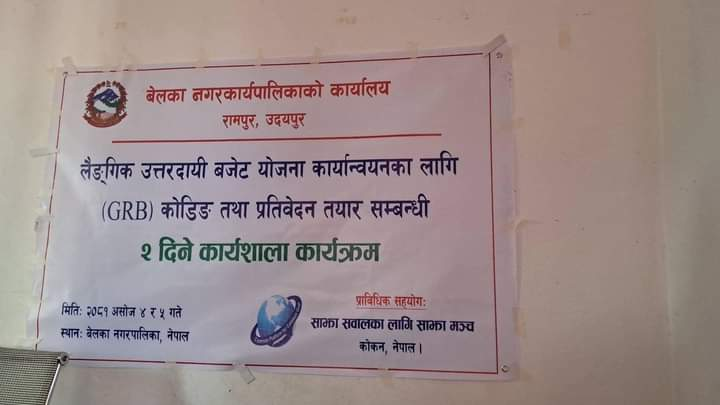 बेलका नगरकार्यपालिकाको कार्यालय
रामपुर, उदयपुर
लैङ्गिक उत्तरदायी बजेट योजना कार्यान्वयनका लागि
(GRB) कोडिङ तथा प्रतिवेदन तयार सम्बन्धी
२ दिने कार्यशाला कार्यक्रम
मिति: २०८१ असोज ४ र ५ गते
स्थान: बेलका नगरपालिका, नेपाल
प्राविधिक सहयोग:
साझा सवालका लागि साझा मञ्च
कोकन, नेपाल ।